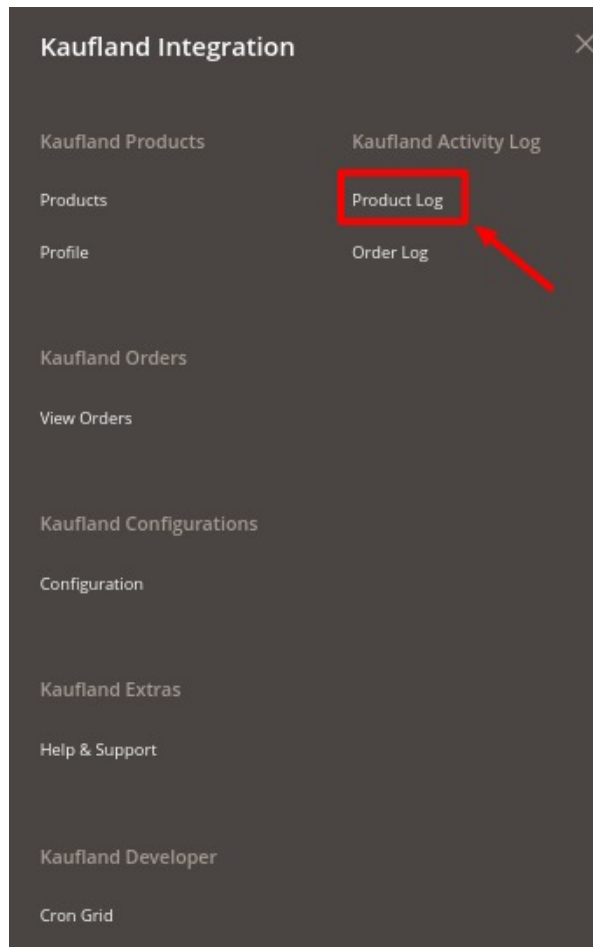 Kaufland Integration
Kaufland Products
Products
Profile
Kaufland Activity Log
Product Log
Order Log
Kaufland Orders
View Orders
Kaufland Configurations
Configuration
Kaufland Extras
Help & Support
Kaufland Developer
Cron Grid